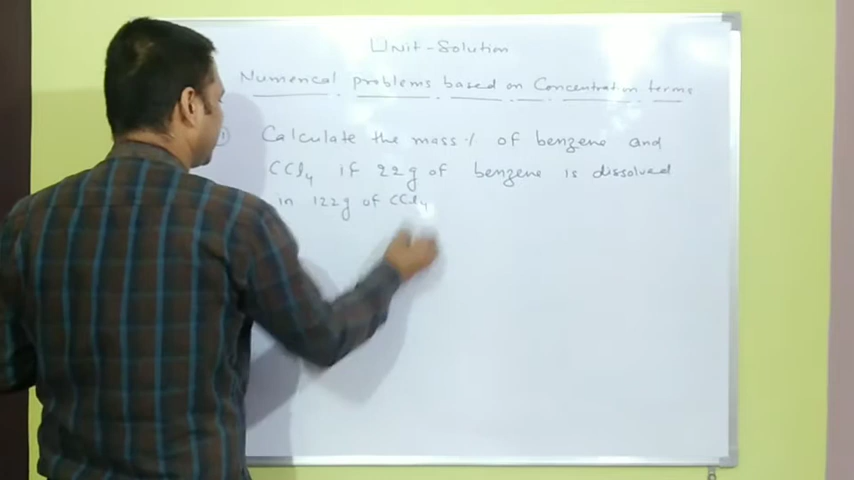 Unit - Solution
Numerical problems based on Concentration terms
1) Calculate the mass % of benzene and
CCl4 if 22g of benzene is dissolved
in 122g of CCl4